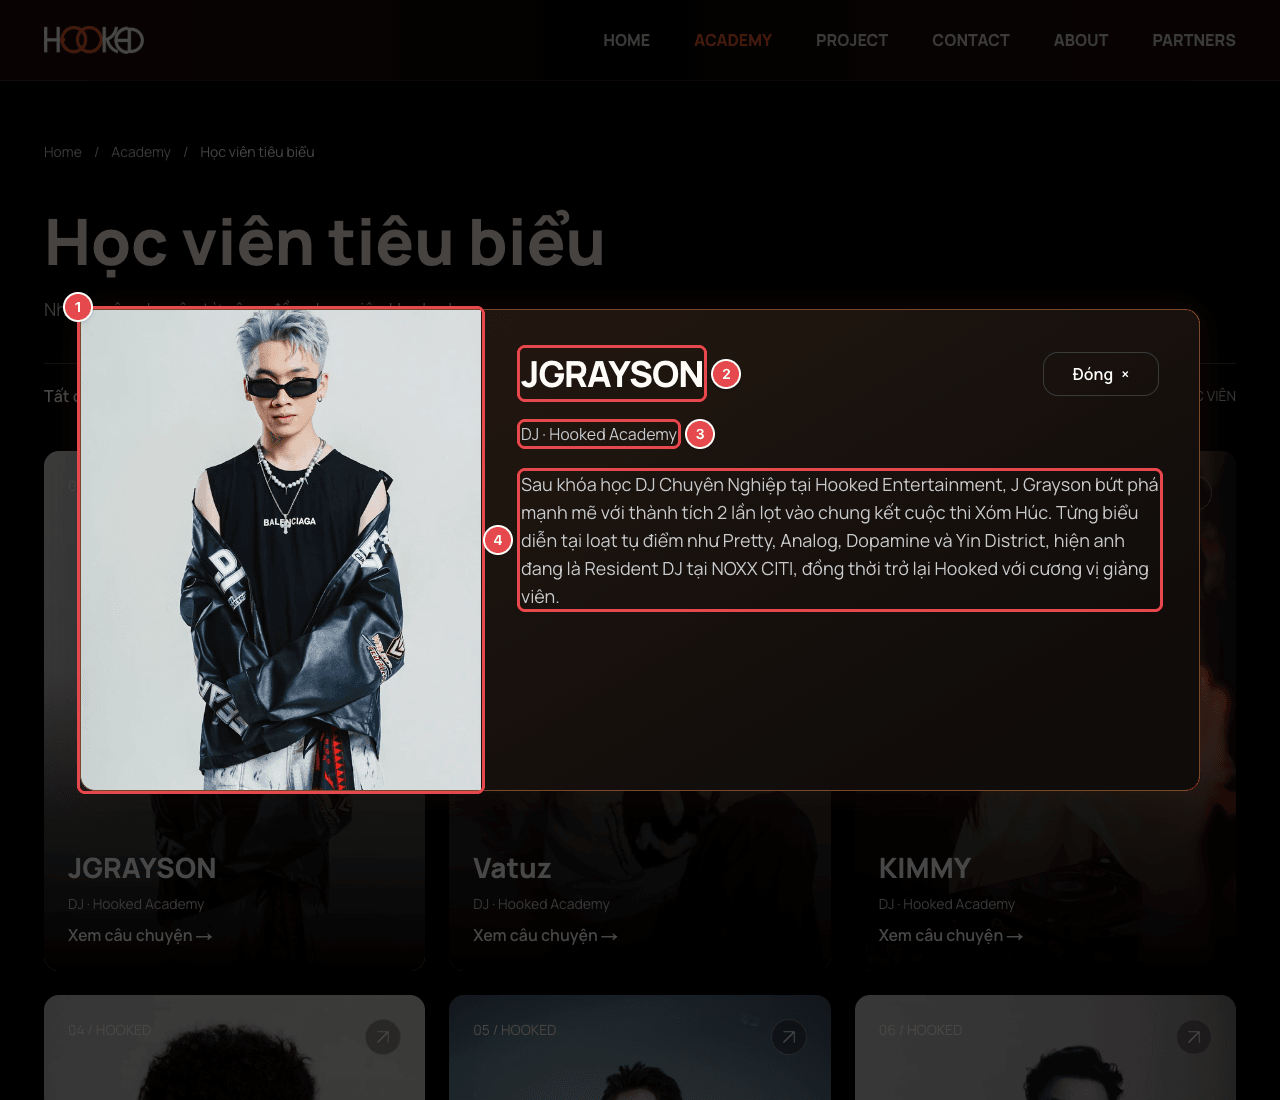 HOOKED
HOME
ACADEMY
PROJECT
CONTACT
ABOUT
PARTNERS
Home / Academy / Học viên tiêu biểu
Học viên tiêu biểu
1
JGRAYSON
2
Đóng ×
DJ · Hooked Academy
3
Sau khóa học DJ Chuyên Nghiệp tại Hooked Entertainment, J Grayson bứt phá
mạnh mẽ với thành tích 2 lần lọt vào chung kết cuộc thi Xóm Húc. Từng biểu
diễn tại loạt tụ điểm như Pretty, Analog, Dopamine và Yin District, hiện anh
đang là Resident DJ tại NOXX CITI, đồng thời trở lại Hooked với cương vị giảng
viên.
4
BALENCIAGA
Tất
VIÊN
JGRAYSON
DJ · Hooked Academy
Xem câu chuyện →
Vatuz
DJ · Hooked Academy
Xem câu chuyện →
KIMMY
DJ · Hooked Academy
Xem câu chuyện →
04 / HOOKED
05 / HOOKED
06 / HOOKED